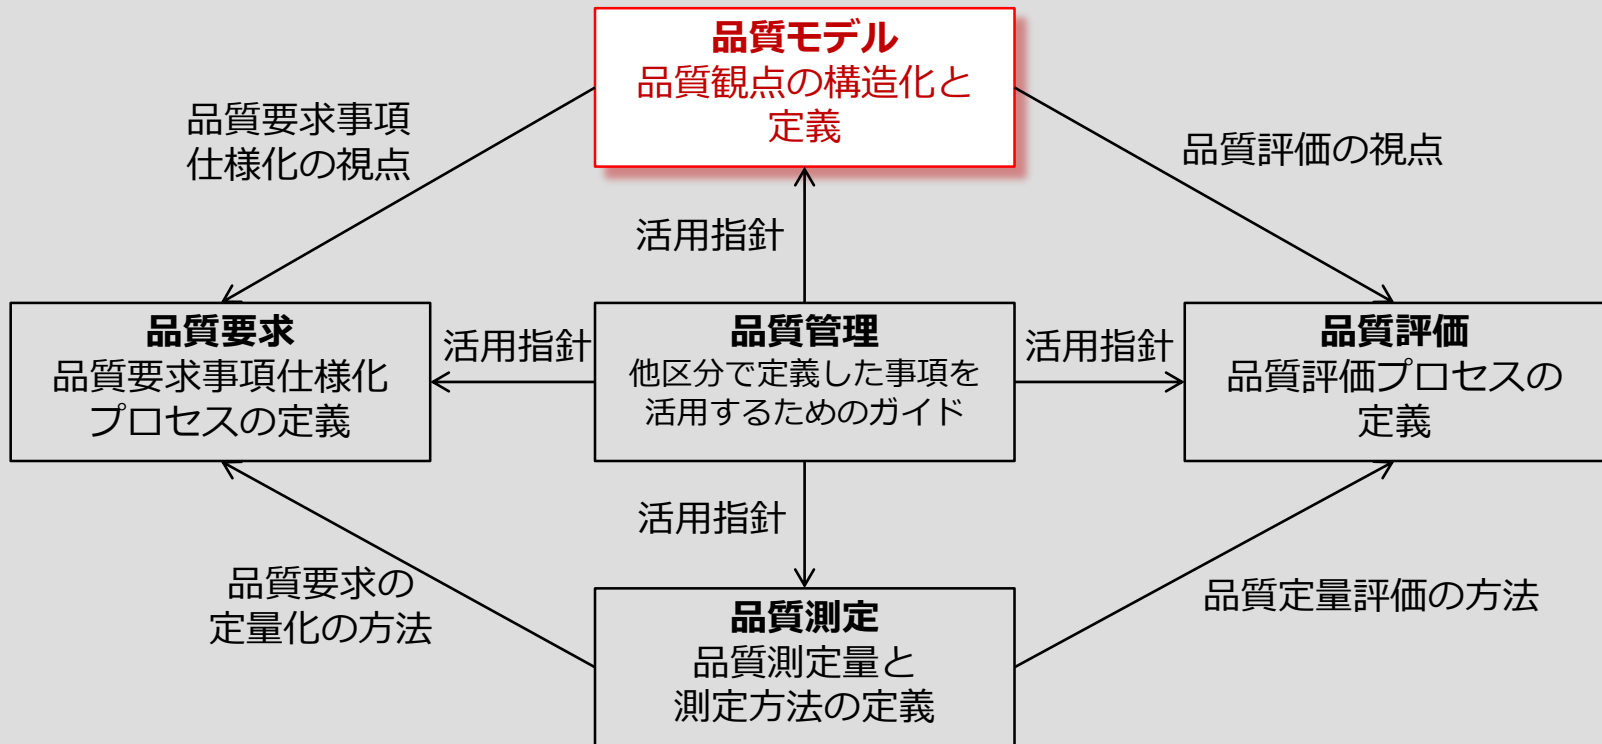 品質モデル
品質観点の構造化と
定義
品質要求事項
仕様化の視点
品質評価の視点
活用指針
品質要求
品質要求事項仕様化
プロセスの定義
活用指針
品質管理
他区分で定義した事項を
活用するためのガイド
活用指針
品質評価
品質評価プロセスの
定義
活用指針
品質要求の
定量化の方法
品質定量評価の方法
品質測定
品質測定量と
測定方法の定義